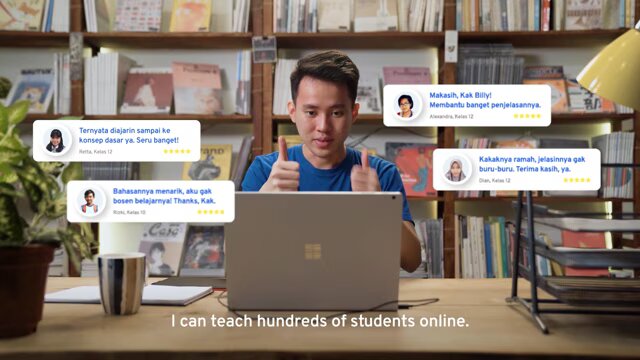 Ternyata diajarin sampai ke
konsep dasar ya. Seru banget!
Retta, Kelas 12
Bahasannya menarik, aku gak
bosen belajarnya! Thanks, Kak.
Rizki, Kelas 10
Makasih, Kak Billy!
Membantu banget penjelasannya.
Alexandra, Kelas 12
Kakaknya ramah, jelasinnya gak
buru-buru. Terima kasih, ya.
Dian, Kelas 12
I can teach hundreds of students online.